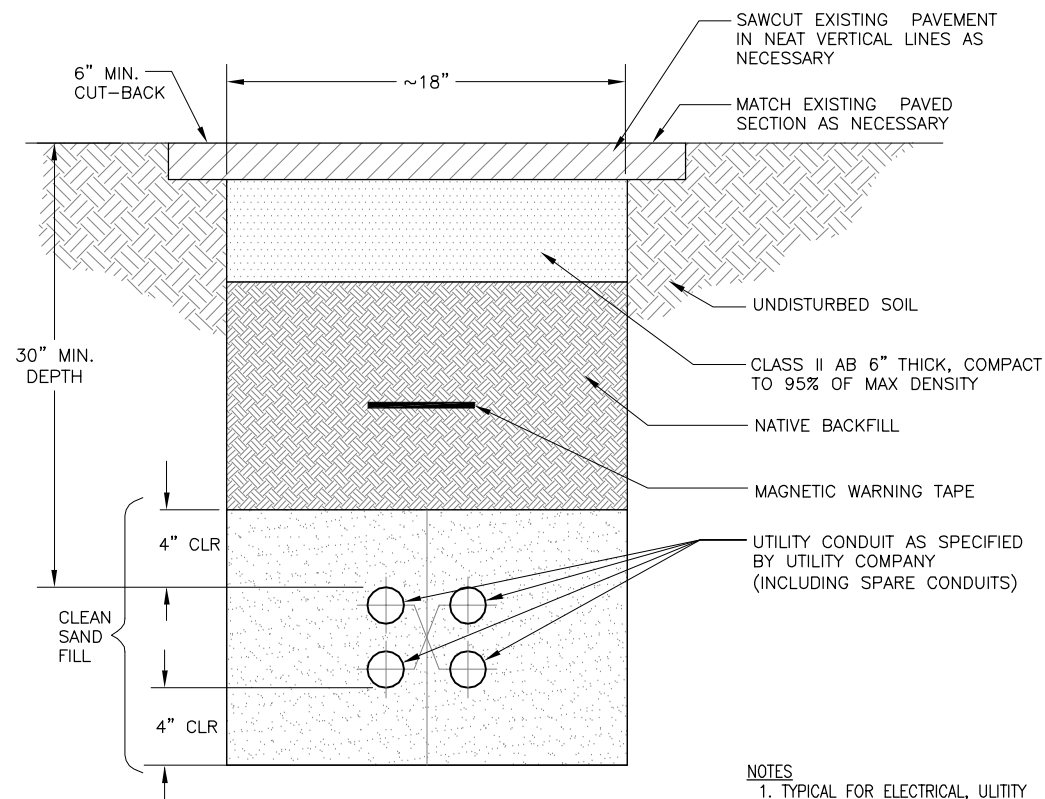 SAWCUT EXISTING PAVEMENT
IN NEAT VERTICAL LINES AS
NECESSARY
6” MIN.
CUT-BACK
~18”
MATCH EXISTING PAVED
SECTION AS NECESSARY
UNDISTURBED SOIL
30” MIN.
DEPTH
CLASS II AB 6” THICK, COMPACT
TO 95% OF MAX DENSITY
NATIVE BACKFILL
MAGNETIC WARNING TAPE
4” CLR
UTILITY CONDUIT AS SPECIFIED
BY UTILITY COMPANY
(INCLUDING SPARE CONDUITS)
CLEAN
SAND
FILL
4” CLR
NOTES
1. TYPICAL FOR ELECTRICAL, ULITITY